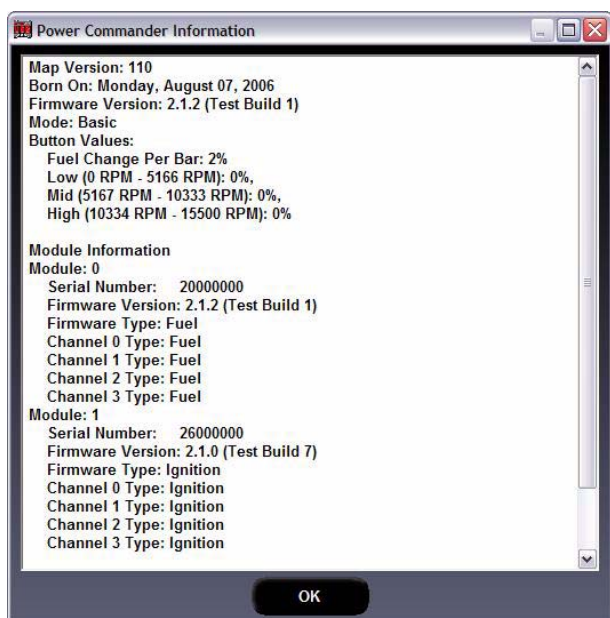 Power Commander Information
Map Version: 110
Born On: Monday, August 07, 2006
Firmware Version: 2.1.2 (Test Build 1)
Mode: Basic
Button Values:
Fuel Change Per Bar: 2%
Low (0 RPM - 5166 RPM): 0%,
Mid (5167 RPM - 10333 RPM): 0%,
High (10334 RPM - 15500 RPM): 0%
Module Information
Module: 0
Serial Number: 20000000
Firmware Version: 2.1.2 (Test Build 1)
Firmware Type: Fuel
Channel 0 Type: Fuel
Channel 1 Type: Fuel
Channel 2 Type: Fuel
Channel 3 Type: Fuel
Module: 1
Serial Number: 26000000
Firmware Version: 2.1.0 (Test Build 7)
Firmware Type: Ignition
Channel 0 Type: Ignition
Channel 1 Type: Ignition
Channel 2 Type: Ignition
Channel 3 Type: Ignition
OK